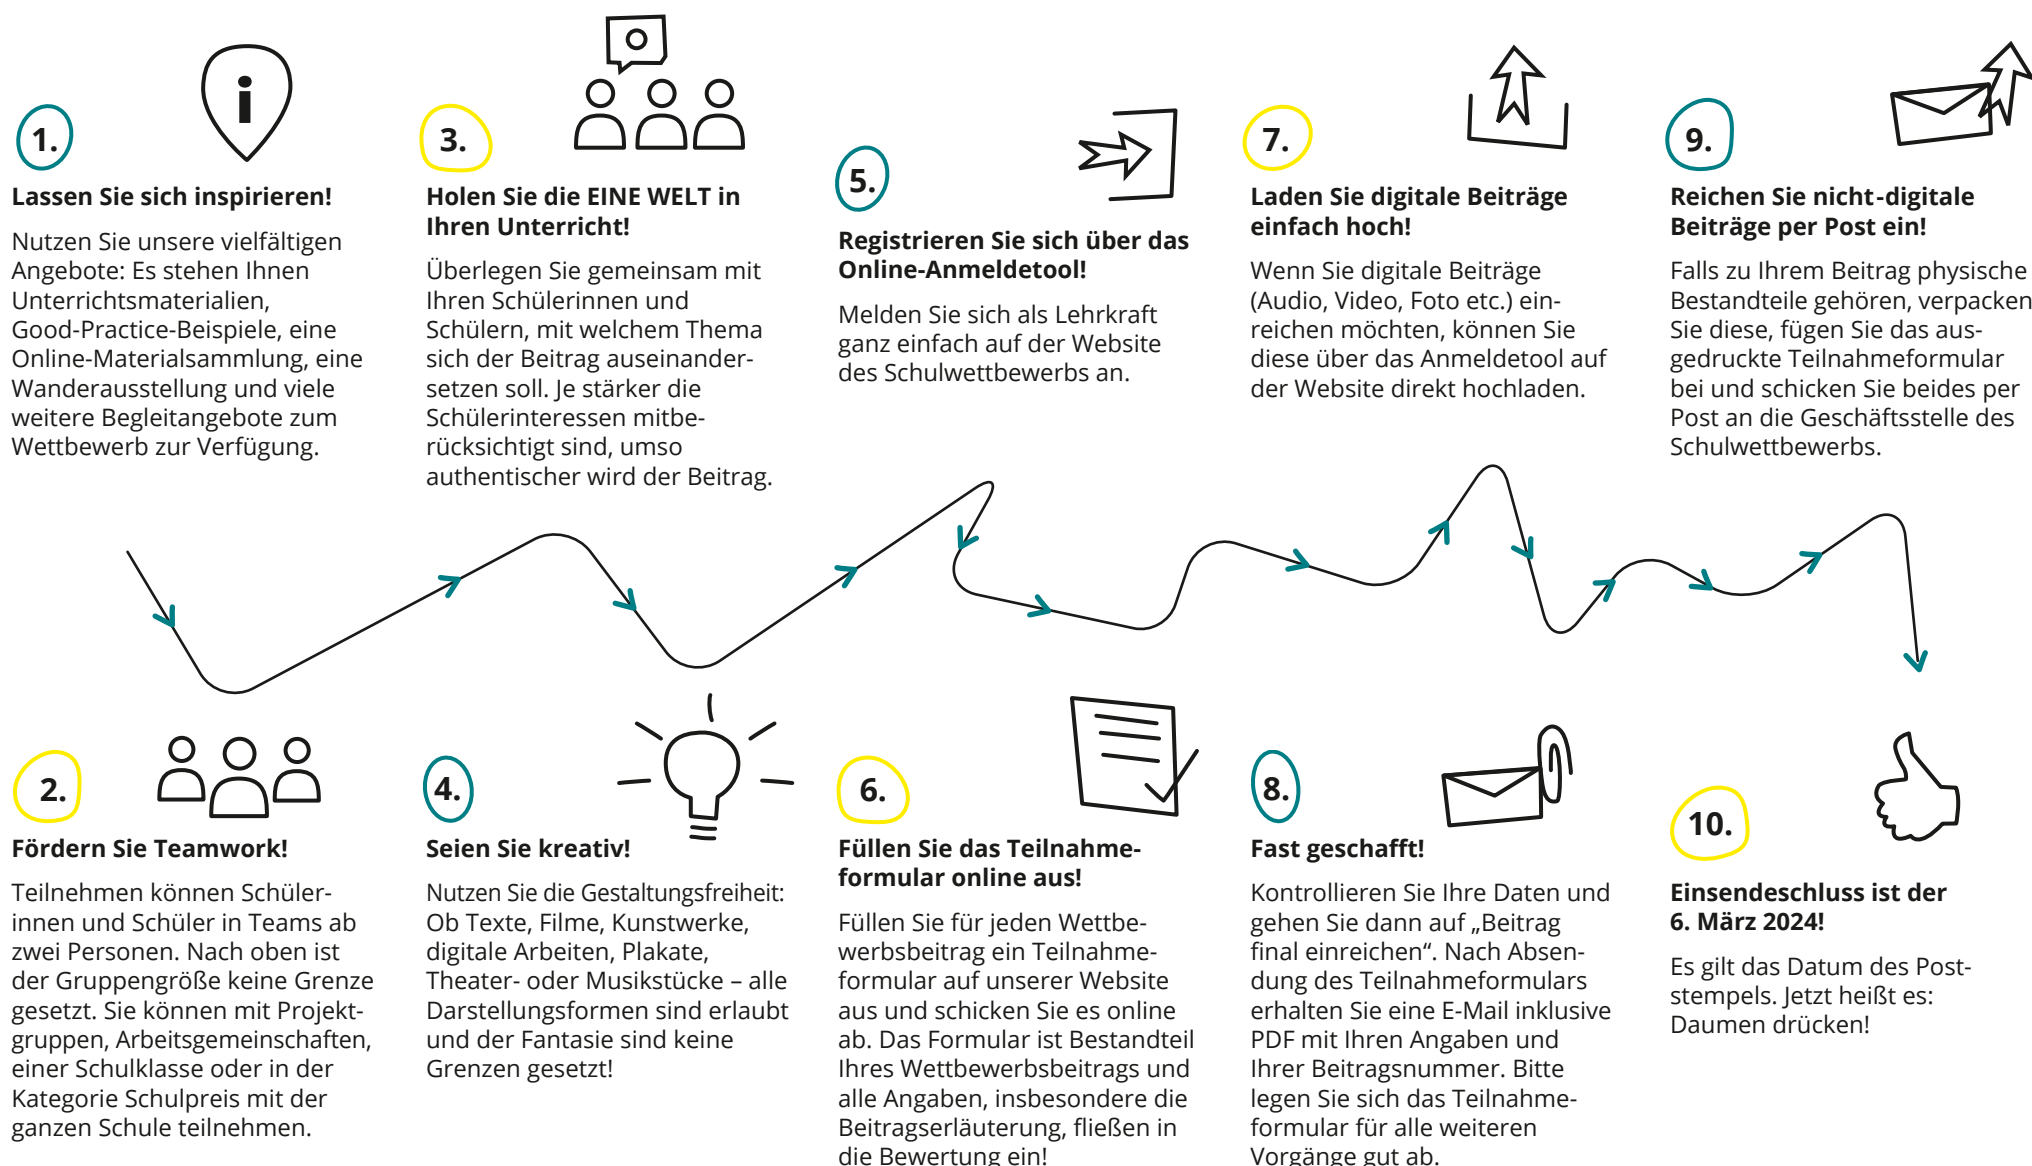 1.
Lassen Sie sich inspirieren!
Nutzen Sie unsere vielfältigen
Angebote: Es stehen Ihnen
Unterrichtsmaterialien,
Good-Practice-Beispiele, eine
Online-Materialsammlung, eine
Wanderausstellung und viele
weitere Begleitangebote zum
Wettbewerb zur Verfügung.
2.
Fördern Sie Teamwork!
Teilnehmen können Schüler-
innen und Schüler in Teams ab
zwei Personen. Nach oben ist
der Gruppengröße keine Grenze
gesetzt. Sie können mit Projekt-
gruppen, Arbeitsgemeinschaften,
einer Schulklasse oder in der
Kategorie Schulpreis mit der
ganzen Schule teilnehmen.
3.
Holen Sie die EINE WELT in
Ihren Unterricht!
Überlegen Sie gemeinsam mit
Ihren Schülerinnen und
Schülern, mit welchem Thema
sich der Beitrag auseinander-
setzen soll. Je stärker die
Schülerinteressen mitbe-
rücksichtigt sind, umso
authentischer wird der Beitrag.
4.
Seien Sie kreativ!
Nutzen Sie die Gestaltungsfreiheit:
Ob Texte, Filme, Kunstwerke,
digitale Arbeiten, Plakate,
Theater- oder Musikstücke – alle
Darstellungsformen sind erlaubt
und der Fantasie sind keine
Grenzen gesetzt!
5.
Registrieren Sie sich über das
Online-Anmeldetool!
Melden Sie sich als Lehrkraft
ganz einfach auf der Website
des Schulwettbewerbs an.
6.
Füllen Sie das Teilnahme-
formular online aus!
Füllen Sie für jeden Wettbe-
werbsbeitrag ein Teilnahme-
formular auf unserer Website
aus und schicken Sie es online
ab. Das Formular ist Bestandteil
Ihres Wettbewerbsbeitrags und
alle Angaben, insbesondere die
Beitragserläuterung, fließen in
die Bewertung ein!
7.
Laden Sie digitale Beiträge
einfach hoch!
Wenn Sie digitale Beiträge
(Audio, Video, Foto etc.) ein-
reichen möchten, können Sie
diese über das Anmeldetool auf
der Website direkt hochladen.
8.
Fast geschafft!
Kontrollieren Sie Ihre Daten und
gehen Sie dann auf „Beitrag
final einreichen“. Nach Absen-
dung des Teilnahmeformulars
erhalten Sie eine E-Mail inklusive
PDF mit Ihren Angaben und
Ihrer Beitragsnummer. Bitte
legen Sie sich das Teilnahme-
formular für alle weiteren
Vorgänge gut ab.
9.
Reichen Sie nicht-digitale
Beiträge per Post ein!
Falls zu Ihrem Beitrag physische
Bestandteile gehören, verpacken
Sie diese, fügen Sie das aus-
gedruckte Teilnahmeformular
bei und schicken Sie beides per
Post an die Geschäftsstelle des
Schulwettbewerbs.
10.
Einsendeschluss ist der
6. März 2024!
Es gilt das Datum des Post-
stempels. Jetzt heißt es:
Daumen drücken!